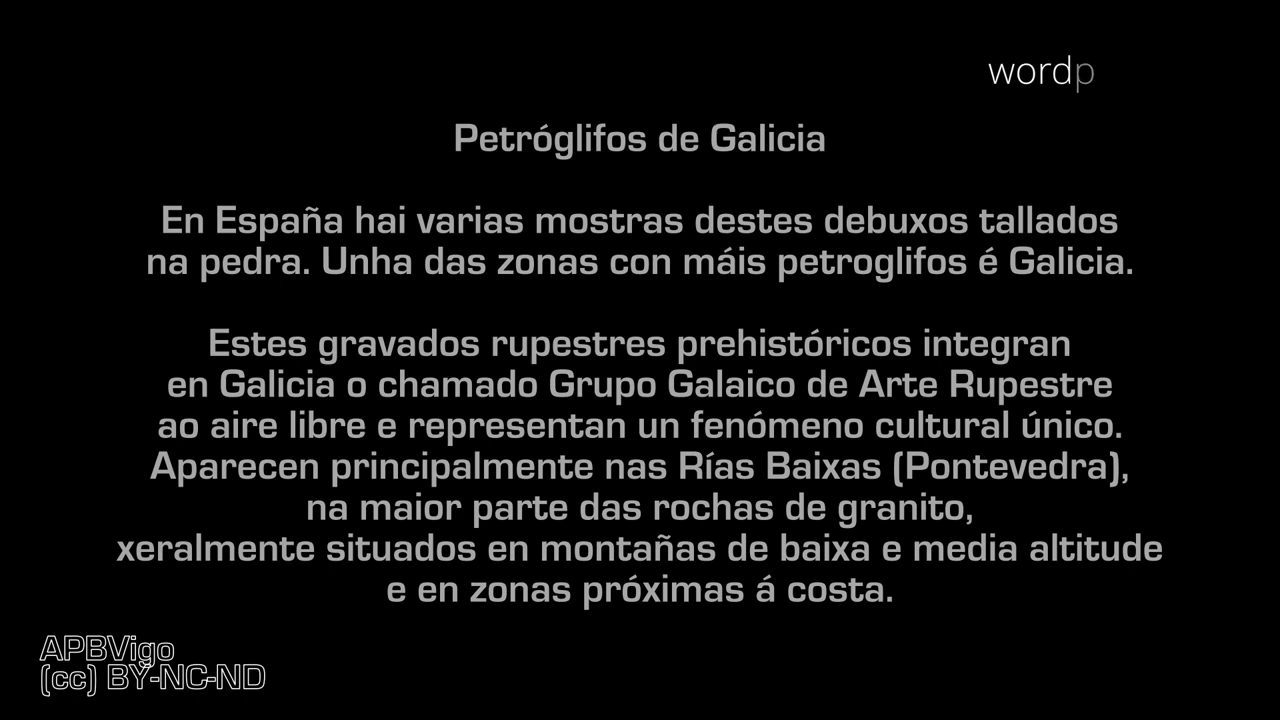 wordp
Petróglifos de Galicia
En España hai varias mostras destes debuxos tallados
na pedra. Unha das zonas con máis petroglifos é Galicia.
Estes gravados rupestres prehistóricos integran
en Galicia o chamado Grupo Galaico de Arte Rupestre
ao aire libre e representan un fenómeno cultural único.
Aparecen principalmente nas Rías Baixas (Pontevedra),
na maior parte das rochas de granito,
xeralmente situados en montañas de baixa e media altitude
e en zonas próximas á costa.
APBVigo
(cc) BY-NC-ND